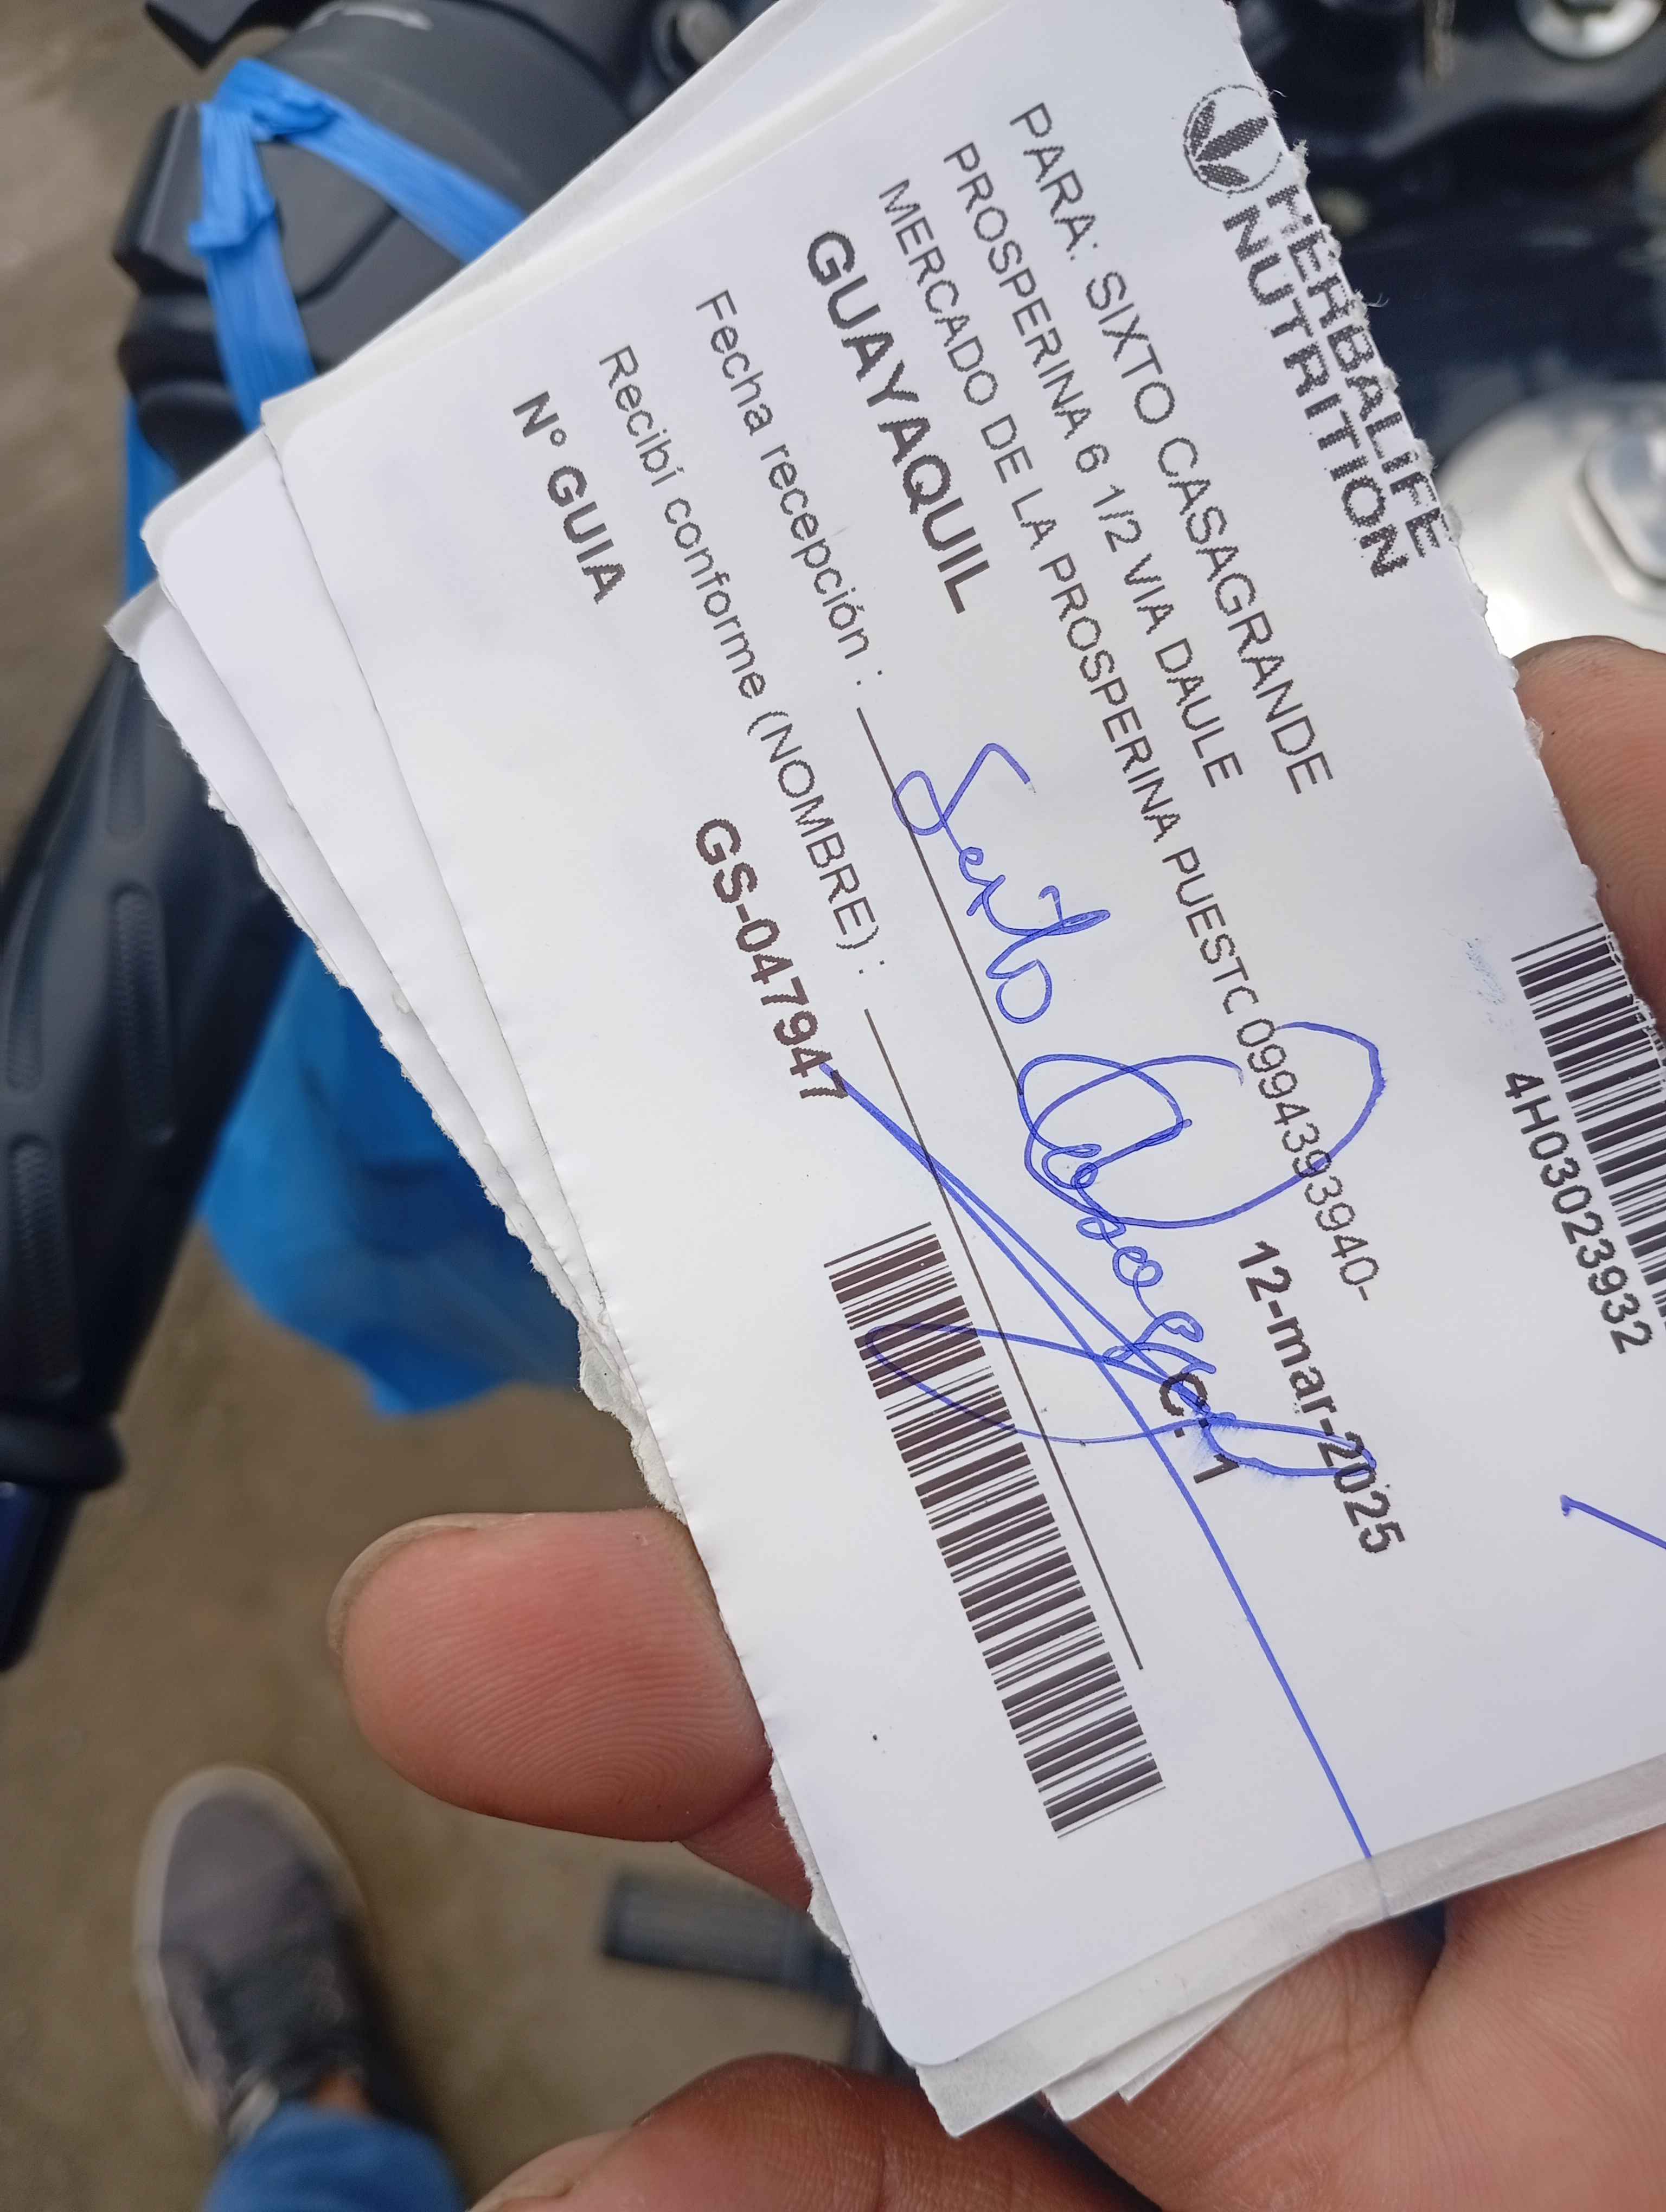 HERBALIFE
NUTRITION
4H03023932
PARA: SIXTO CASAGRANDE
PROSPERINA 6 1/2 VIA DAULE
MERCADO DE LA PROSPERINA PUESTC 0994393940-
GUAYAQUIL 12-mar-2025
C-1
Fecha recepción :
Recibí conforme (NOMBRE) :
Nº GUIA GS-047947